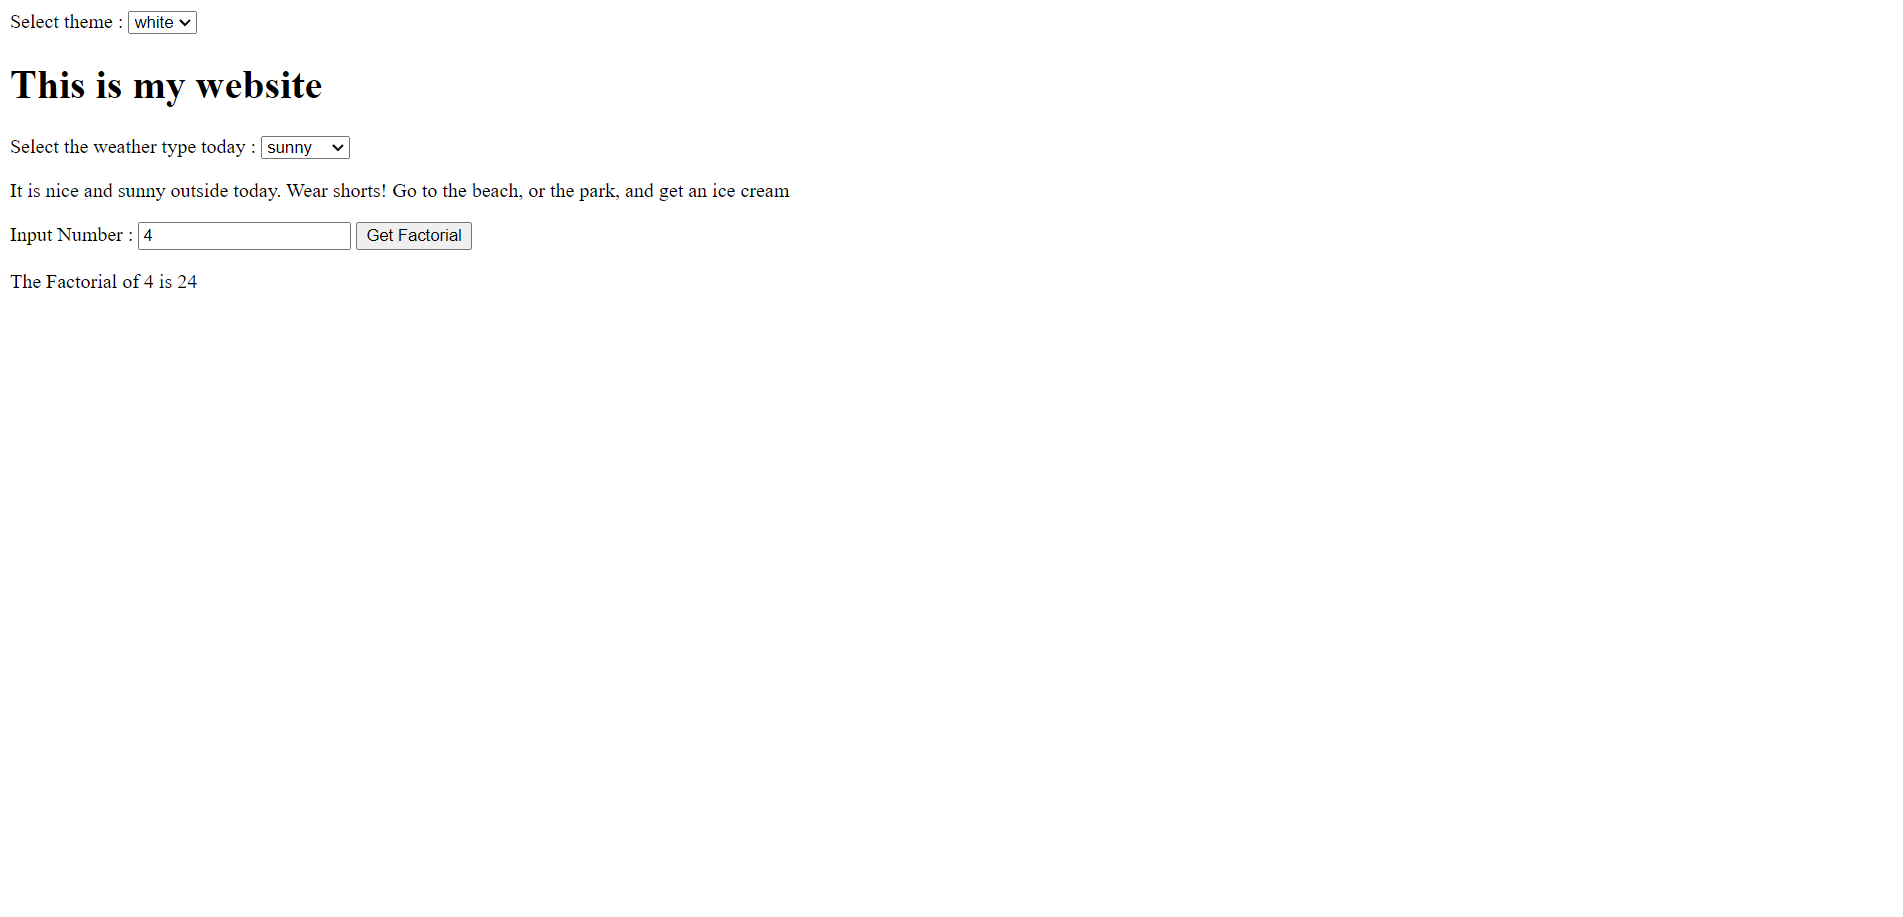 Select theme : white
This is my website
Select the weather type today : sunny
It is nice and sunny outside today. Wear shorts! Go to the beach, or the park, and get an ice cream
Input Number : 4 Get Factorial
The Factorial of 4 is 24